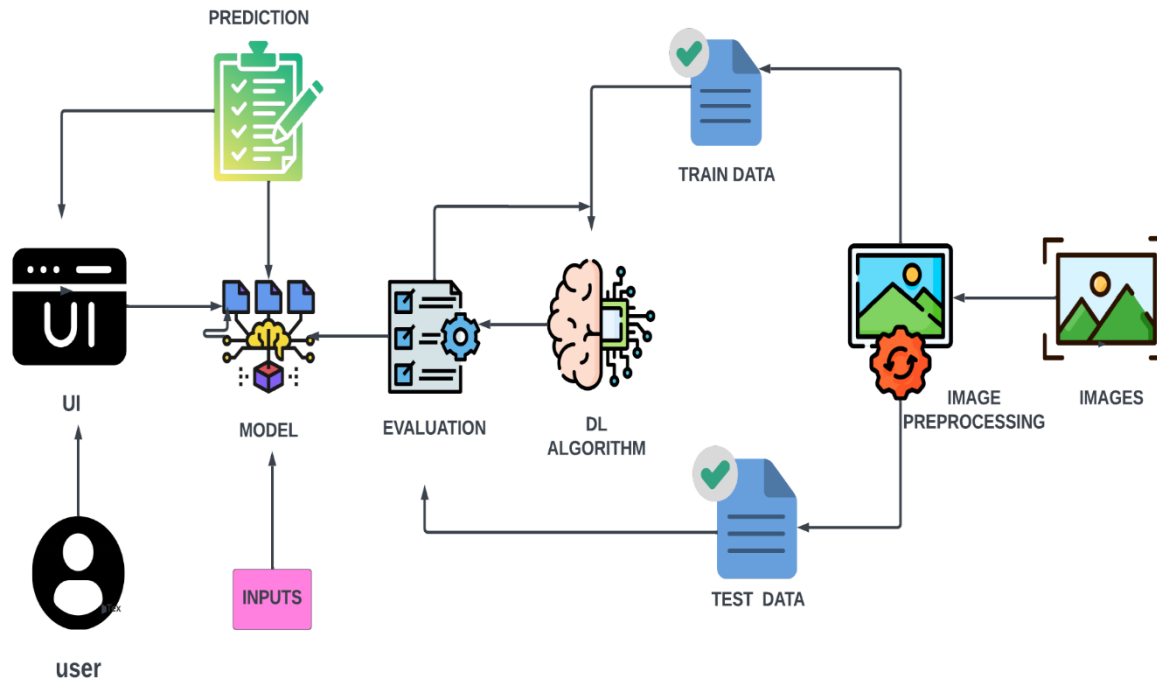 PREDICTION
TRAIN DATA
UI
UI
MODEL
EVALUATION
DL
ALGORITHM
IMAGE
PREPROCESSING
IMAGES
INPUTS
TEST DATA
user